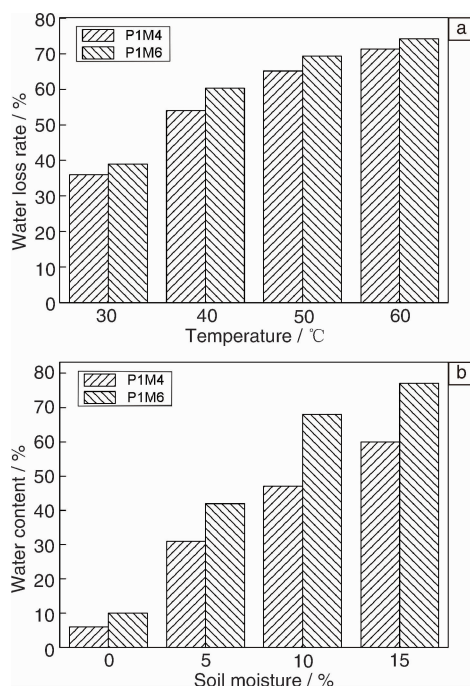 a
P1M4
P1M6
Water loss rate / %
80
70
60
50
40
30
20
10
0
30 40 50 60
Temperature / ℃
b
P1M4
P1M6
Water content / %
80
70
60
50
40
30
20
10
0
0 5 10 15
Soil moisture / %